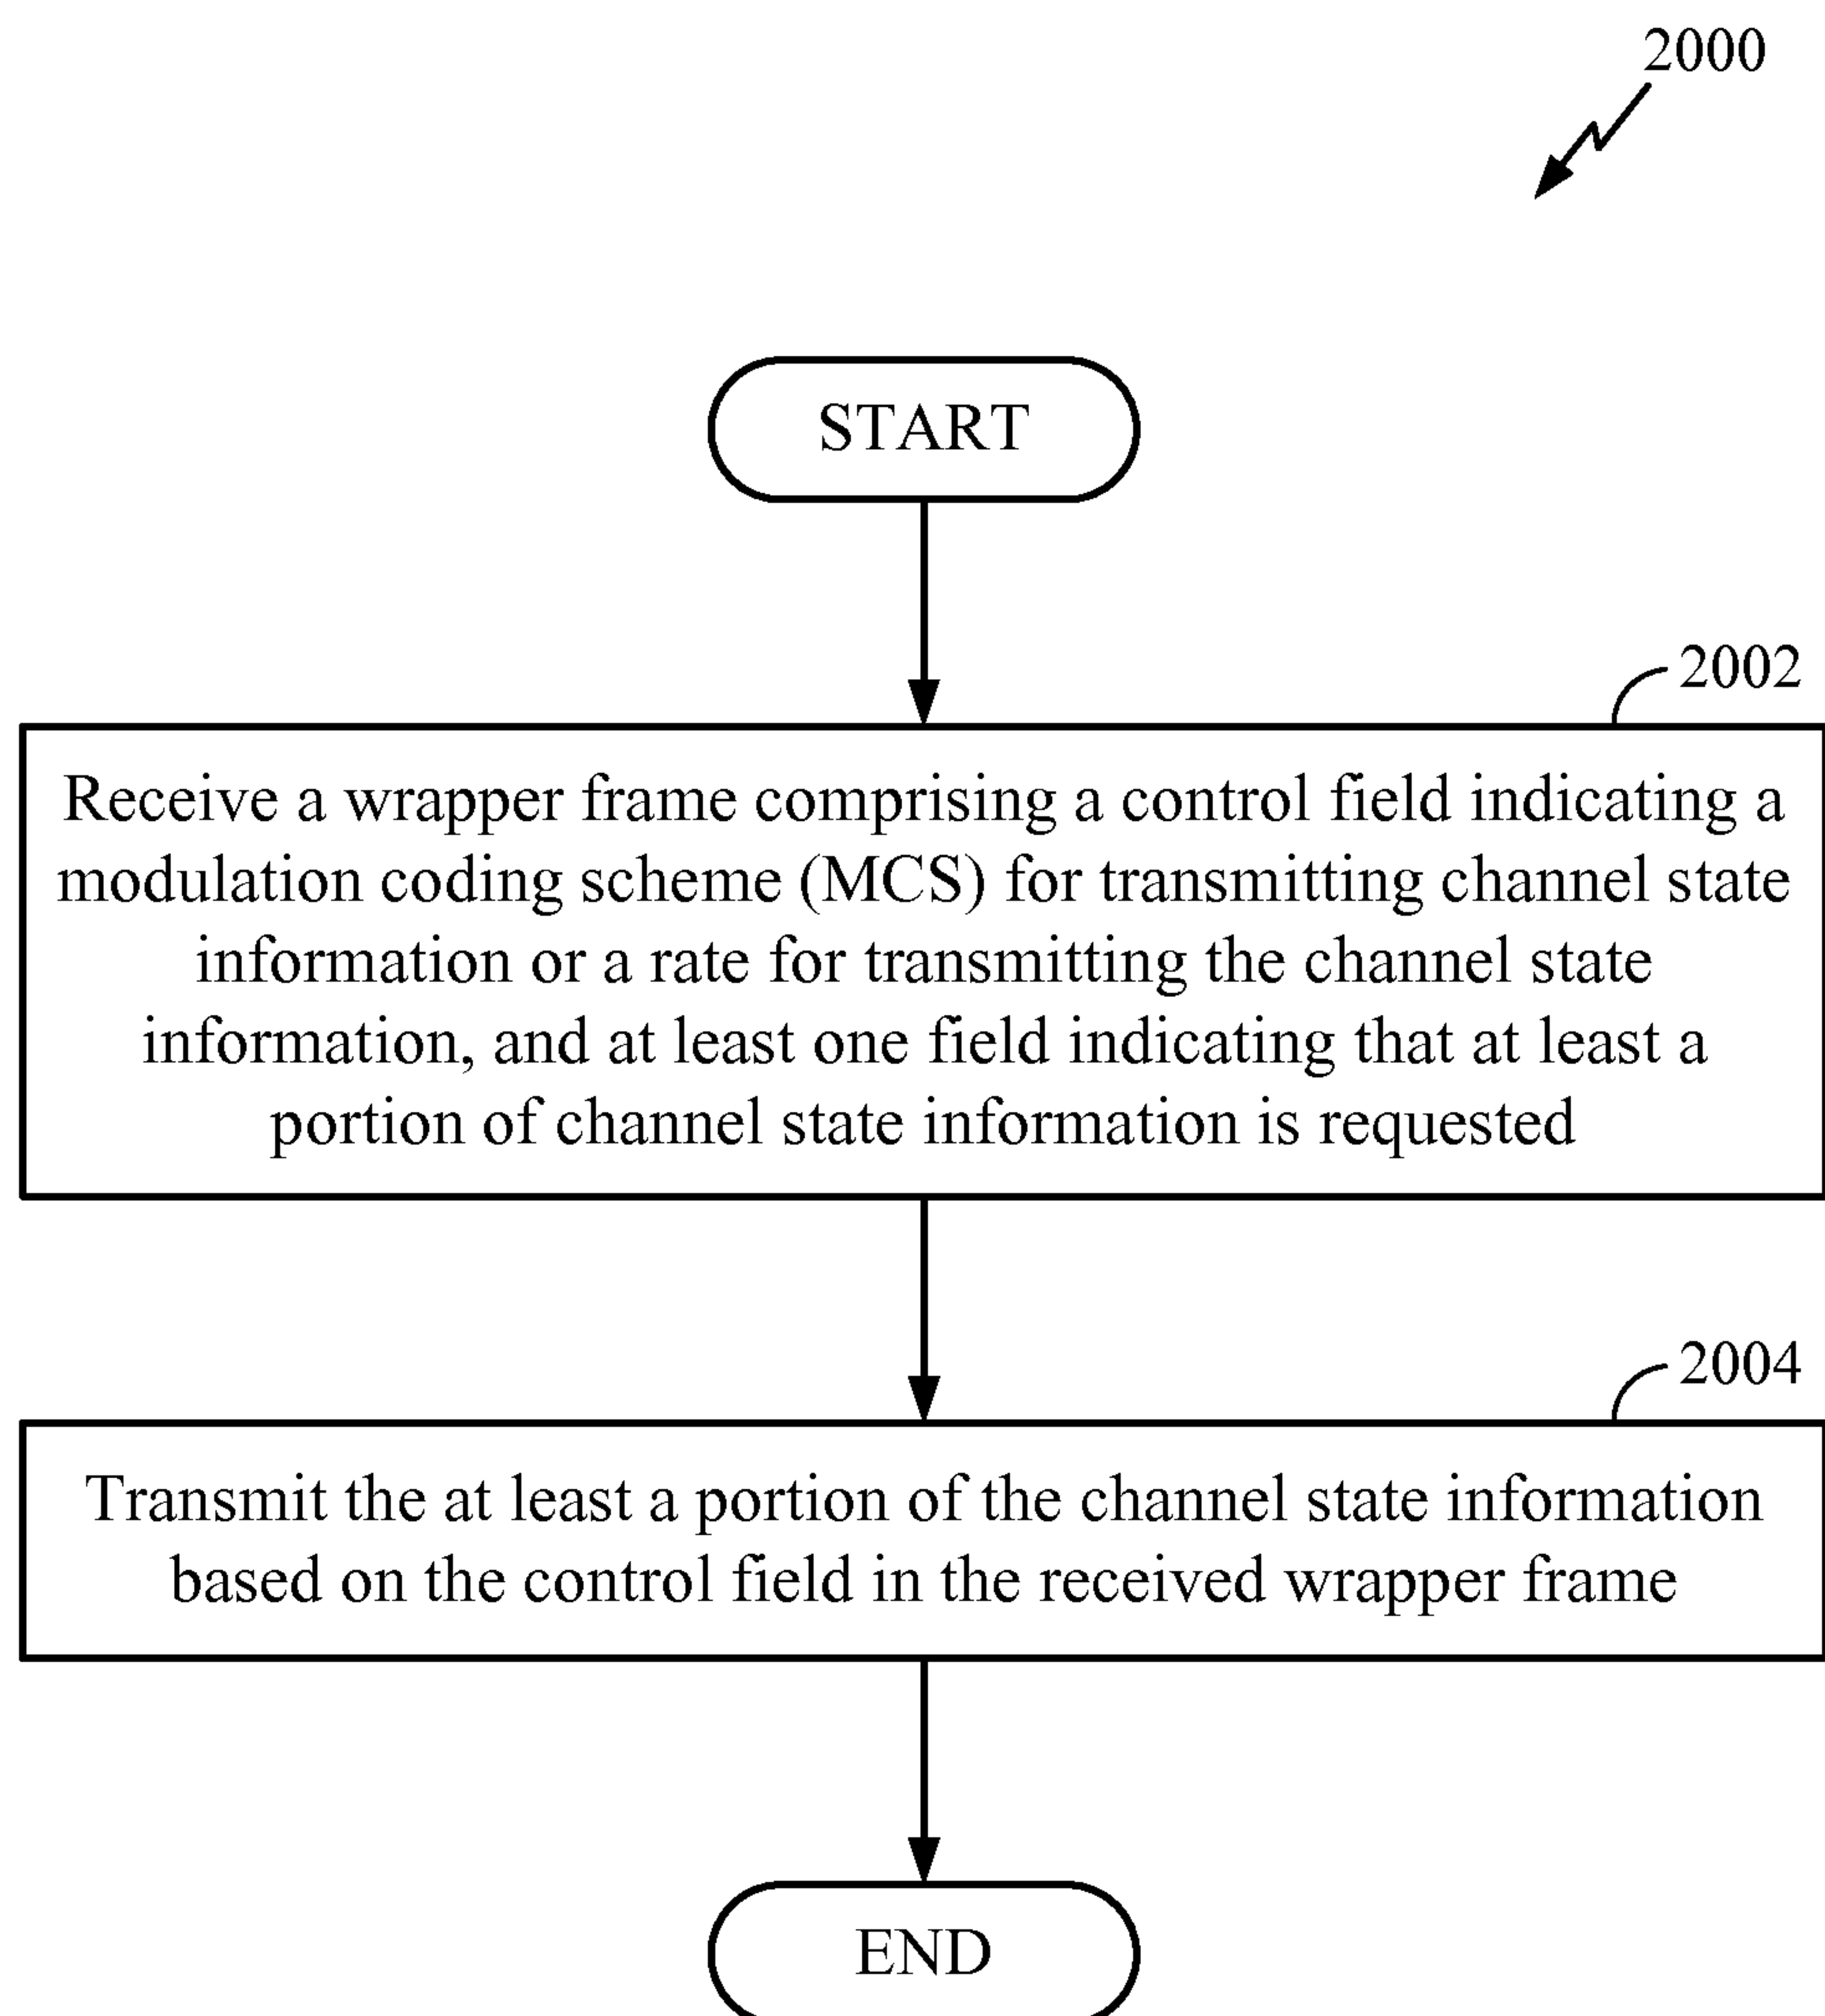 2000
START
2002
Receive a wrapper frame comprising a control field indicating a
modulation coding scheme (MCS) for transmitting channel state
information or a rate for transmitting the channel state
information, and at least one field indicating that at least a
portion of channel state information is requested
2004
Transmit the at least a portion of the channel state information
based on the control field in the received wrapper frame
END